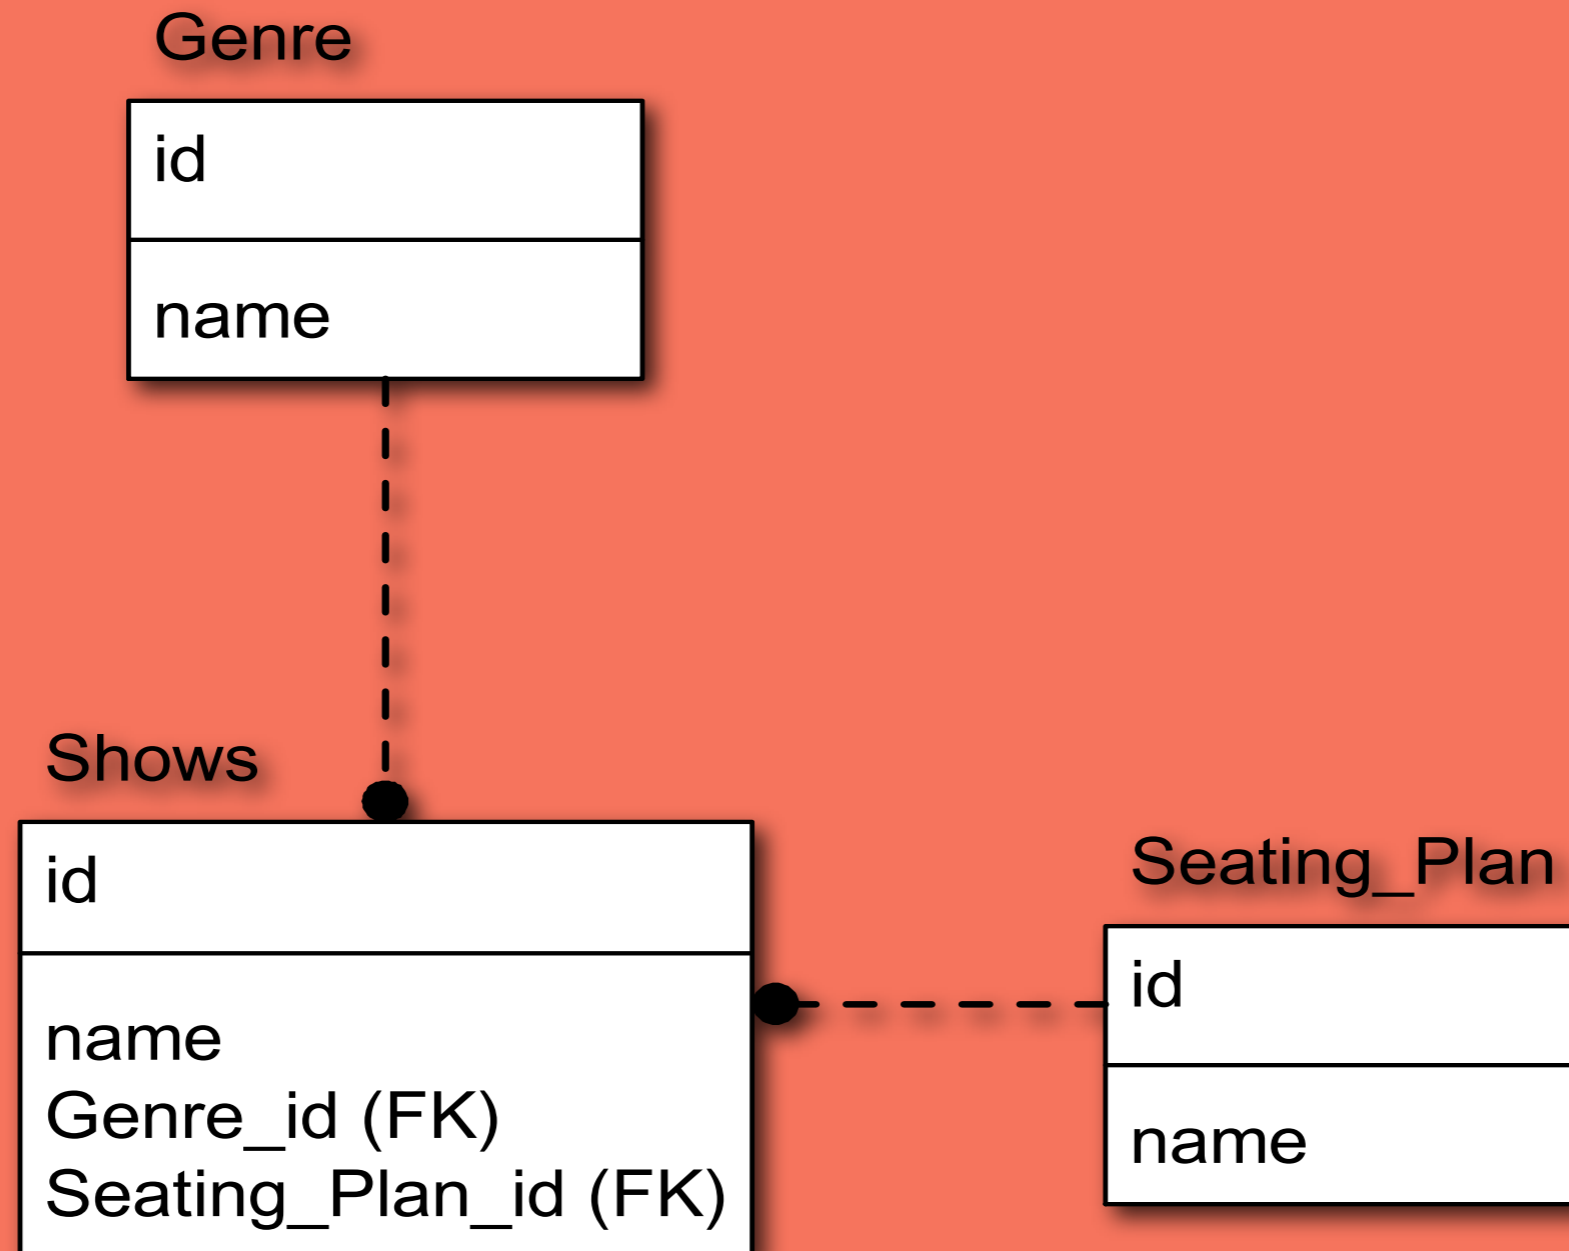 Genre
id
name
Shows
id
name
Genre_id (FK)
Seating_Plan_id (FK)
Seating_Plan
id
name